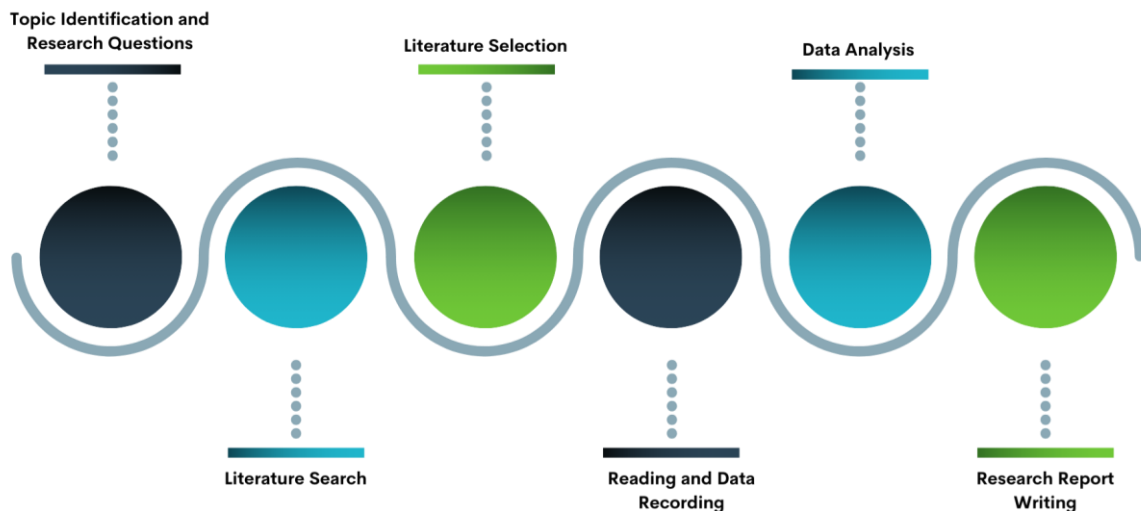 Topic Identification and
Research Questions
Literature Search
Literature Selection
Reading and Data
Recording
Data Analysis
Research Report
Writing